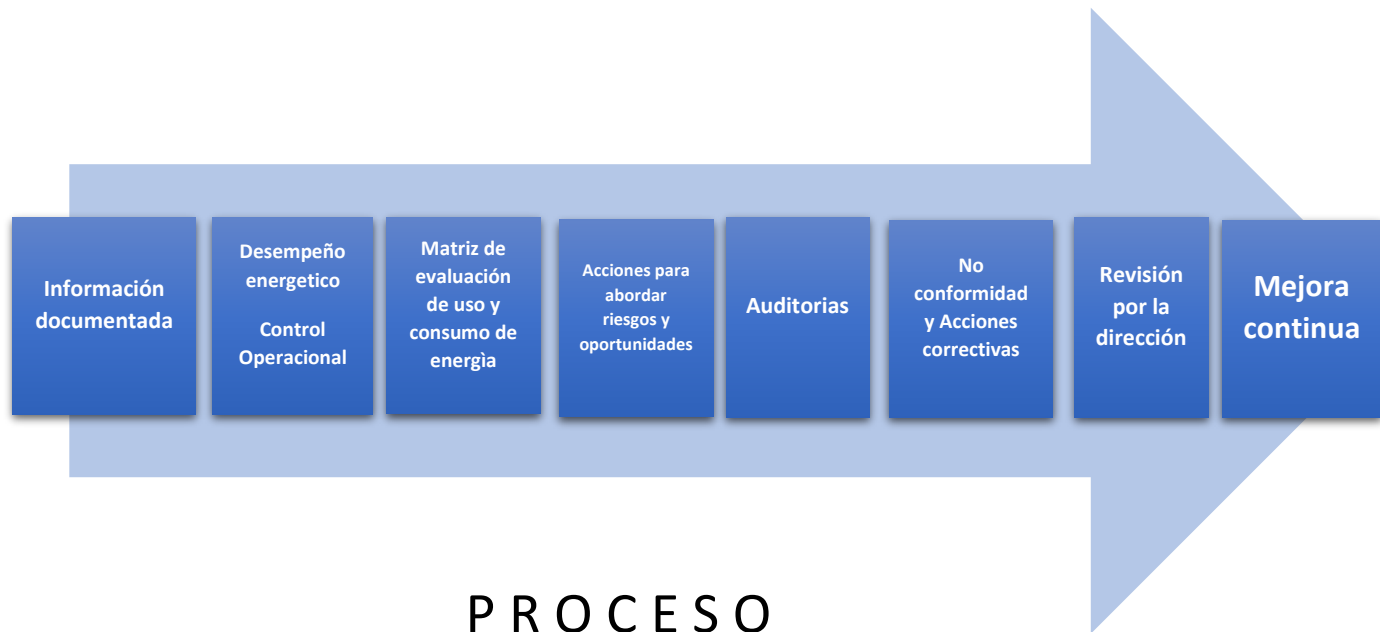 Información
documentada
Desempeño
energetico
Control
Operacional
Matriz de
evaluación
de uso y
consumo de
energìa
Acciones para
abordar
riesgos y
oportunidades
Auditorias
No
conformidad
y Acciones
correctivas
Revisión
por la
dirección
Mejora
continua
P R O C E S O